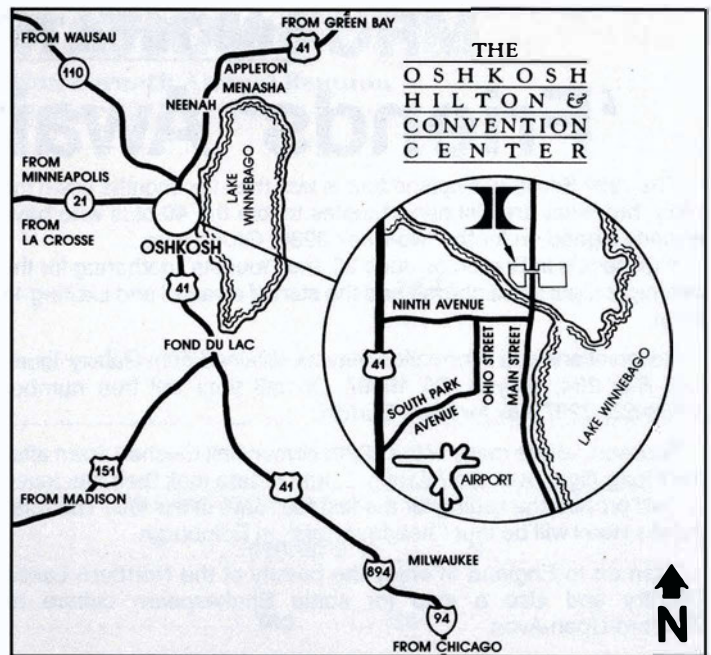 FROM GREEN BAY
41
FROM WAUSAU
110
APPLETON
MENASHA
NEENAH
THE
OSHKOSH
HILTON &
CONVENTION
CENTER
FROM
MINNEAPOLIS
21
FROM
LA CROSSE
LAKE
WINNEBAGO
OSHKOSH
41
FOND DU LAC
NINTH AVENUE
41
OHIO STREET
MAIN STREET
SOUTH PARK
AVENUE
AIRPORT
LAKE WINNEBAGO
151
FROM MADISON
41
894
MILWAUKEE
94
FROM CHICAGO
N